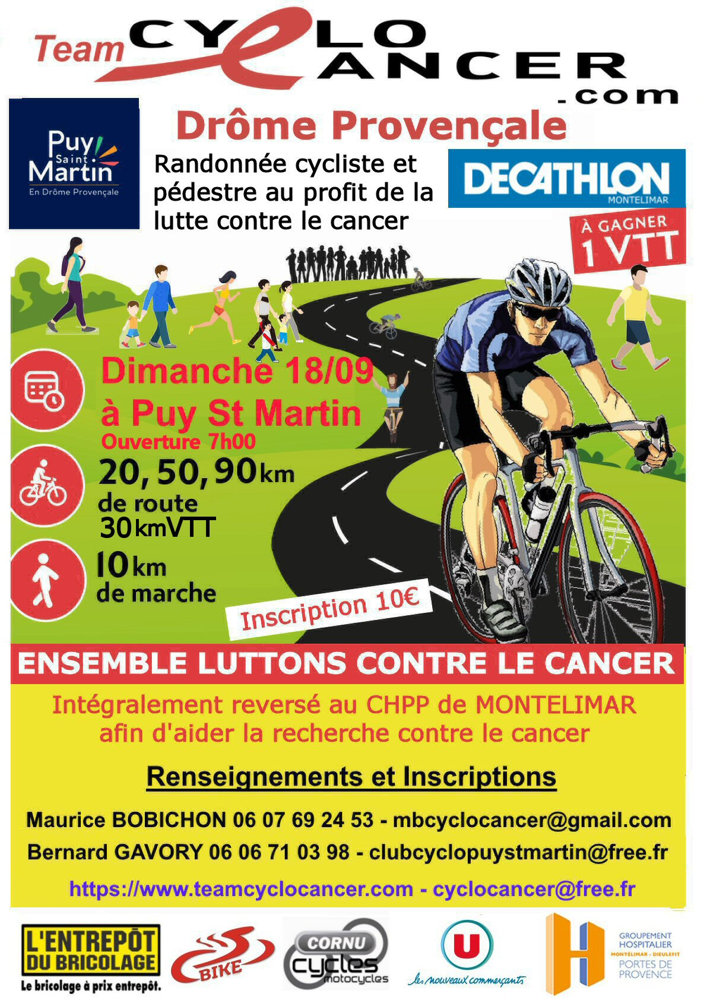 Team CYCLO
CANCER
.com
Drôme Provençale
Puy
Saint
Martin
En Drôme Provençale
Randonnée cycliste et
pédestre au profit de la
lutte contre le cancer
DECATHLON
MONTELIMAR
À GAGNER
1 VTT
Dimanche 18/09
à Puy St Martin
Ouverture 7h00
20, 50, 90 km
de route
30kmVTT
10 km
de marche
Inscription 10€
ENSEMBLE LUTTONS CONTRE LE CANCER
Intégralement reversé au CHPP de MONTELIMAR
afin d'aider la recherche contre le cancer
Renseignements et Inscriptions
Maurice BOBICHON 06 07 69 24 53 - mbcyclocancer@gmail.com
Bernard GAVORY 06 06 71 03 98 - clubcyclopuystmartin@free.fr
https://www.teamcyclocancer.com - cyclocancer@free.fr
L'ENTREPÔT
DU BRICOLAGE
Le bricolage à prix entrepôt.
BIKE
CORNU
cycles
motocycles
U
les nouveaux commerçants
H
GROUPEMENT
HOSPITALIER
MONTÉLIMAR - DIEULEFIT
PORTES DE
PROVENCE